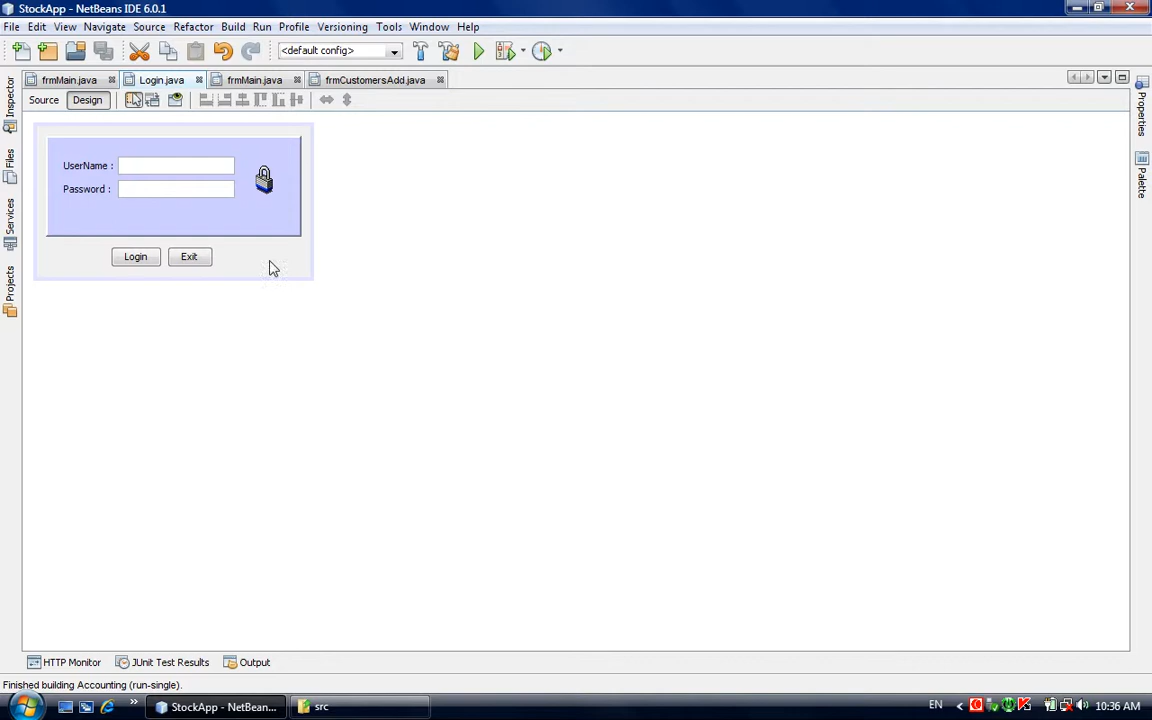 StockApp - NetBeans IDE 6.0.1
File Edit View Navigate Source Refactor Build Run Profile Versioning Tools Window Help
<default config>
frmMain.java Login.java frmMain.java frmCustomersAdd.java
Source Design
Inspector
Files
Services
Projects
Properties
Palette
UserName :
Password :
Login Exit
HTTP Monitor JUnit Test Results Output
Finished building Accounting (run-single).
StockApp - NetBean... src EN 10:36 AM